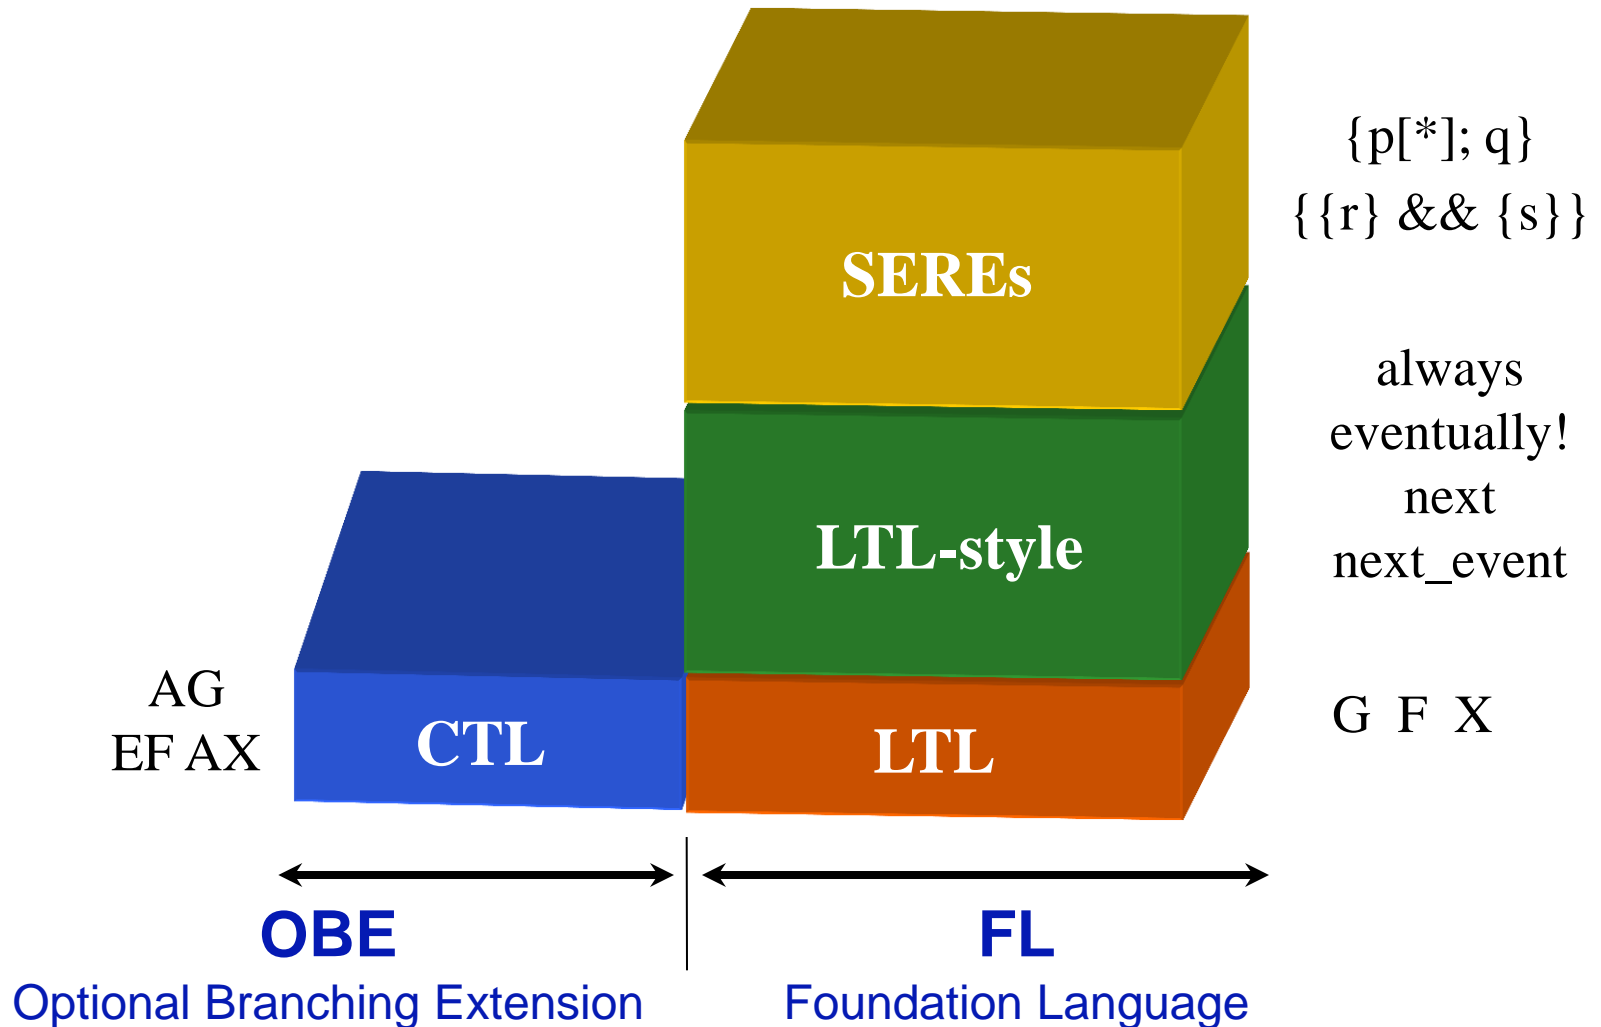 {p[*]; q}
{{r} && {s}}
SEREs
always
eventually!
next
next_event
LTL-style
AG
EF AX
CTL
LTL
G F X
OBE
FL
Optional Branching Extension
Foundation Language